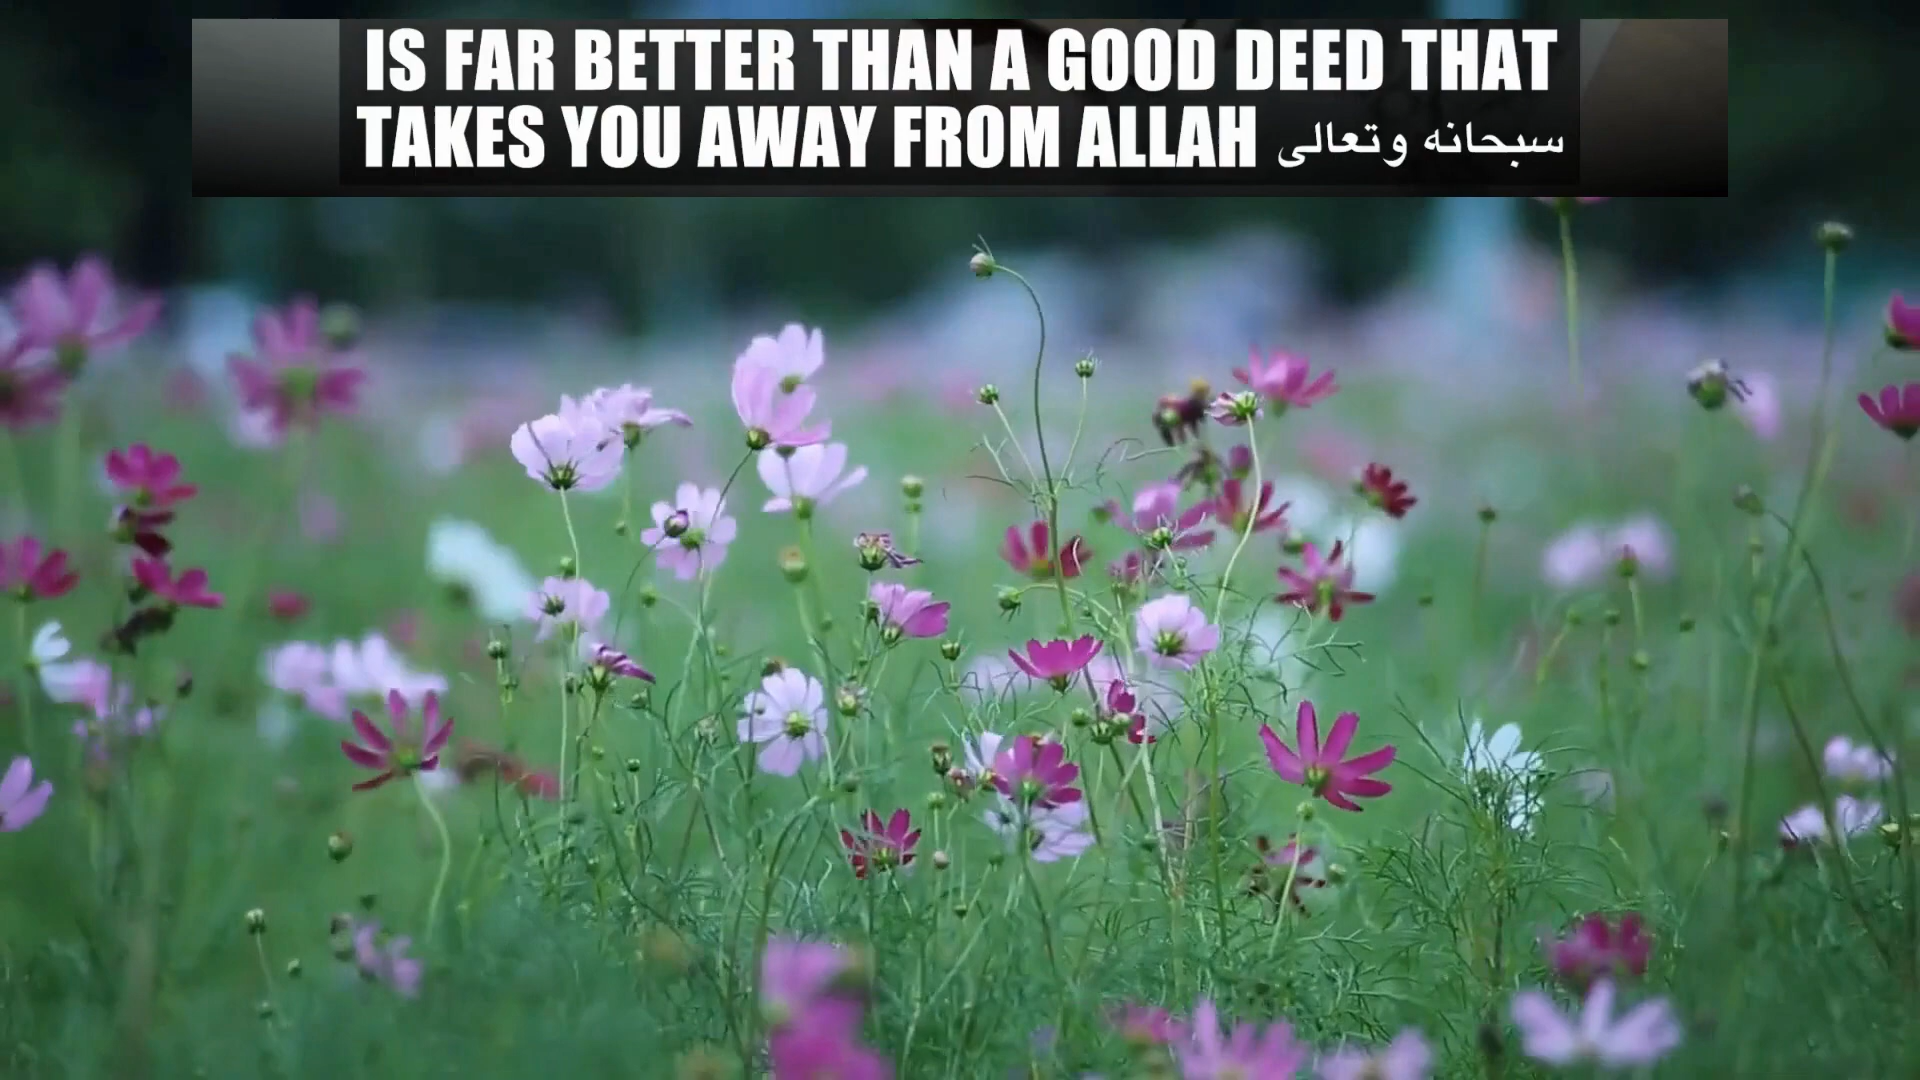 IS FAR BETTER THAN A GOOD DEED THAT
TAKES YOU AWAY FROM ALLAH سبحانه وتعالى